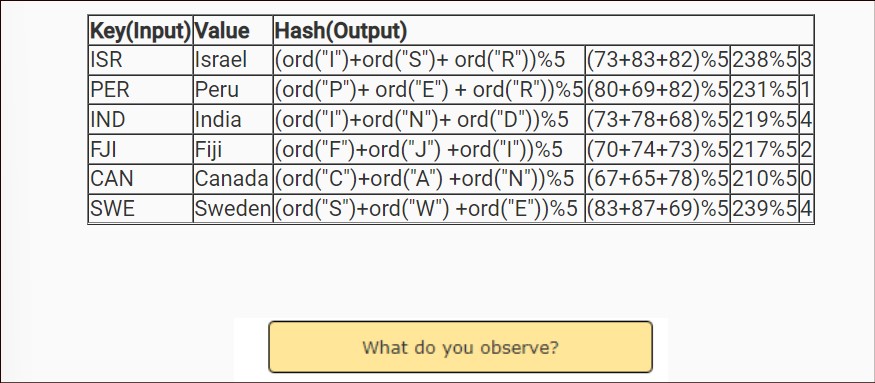 Key(Input) Value Hash(Output)
ISR Israel (ord("I")+ord("S")+ ord("R"))%5 (73+83+82)%5 238%5 3
PER Peru (ord("P")+ ord("E") + ord("R"))%5 (80+69+82)%5 231%5 1
IND India (ord("I")+ord("N")+ ord("D"))%5 (73+78+68)%5 219%5 4
FJI Fiji (ord("F")+ord("J") +ord("I"))%5 (70+74+73)%5 217%5 2
CAN Canada (ord("C")+ord("A") +ord("N"))%5 (67+65+78)%5 210%5 0
SWE Sweden (ord("S")+ord("W") +ord("E"))%5 (83+87+69)%5 239%5 4
What do you observe?